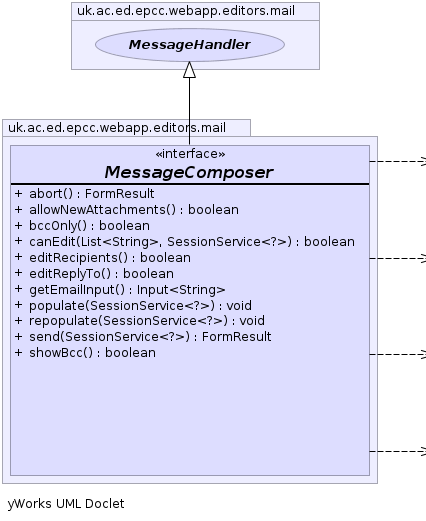 uk.ac.ed.epcc.webapp.editors.mail
MessageHandler
uk.ac.ed.epcc.webapp.editors.mail
«interface»
MessageComposer
+ abort() : FormResult
+ allowNewAttachments() : boolean
+ bccOnly() : boolean
+ canEdit(List<String>, SessionService<?>) : boolean
+ editRecipients() : boolean
+ editReplyTo() : boolean
+ getEmailInput() : Input<String>
+ populate(SessionService<?>) : void
+ repopulate(SessionService<?>) : void
+ send(SessionService<?>) : FormResult
+ showBcc() : boolean
yWorks UML Doclet